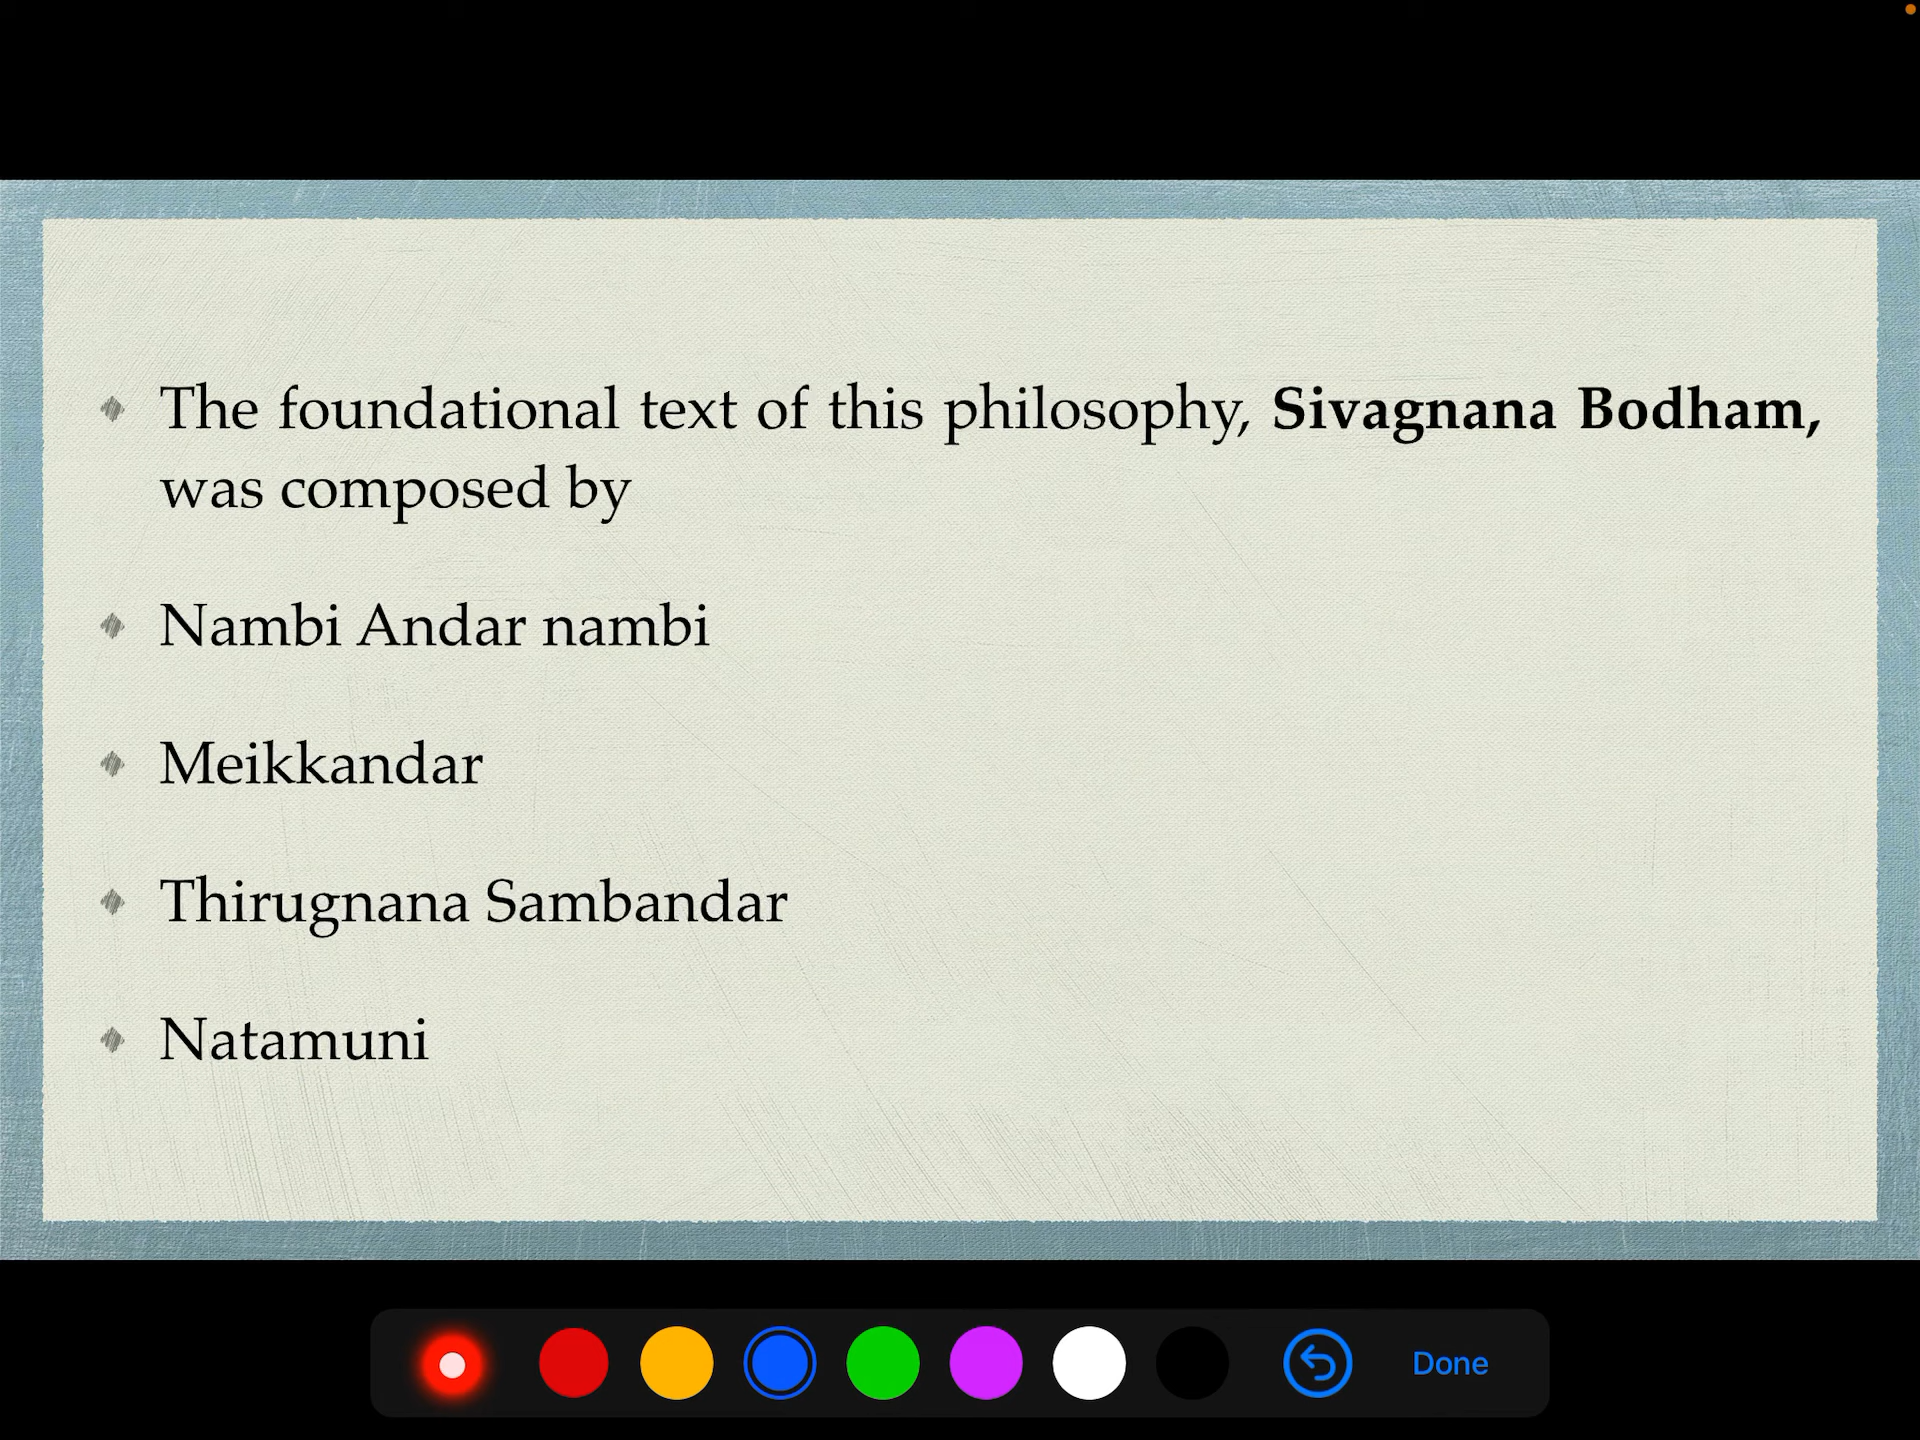 The foundational text of this philosophy, Sivagnana Bodham,
was composed by
Nambi Andar nambi
Meikkandar
Thirugnana Sambandar
Natamuni
Done